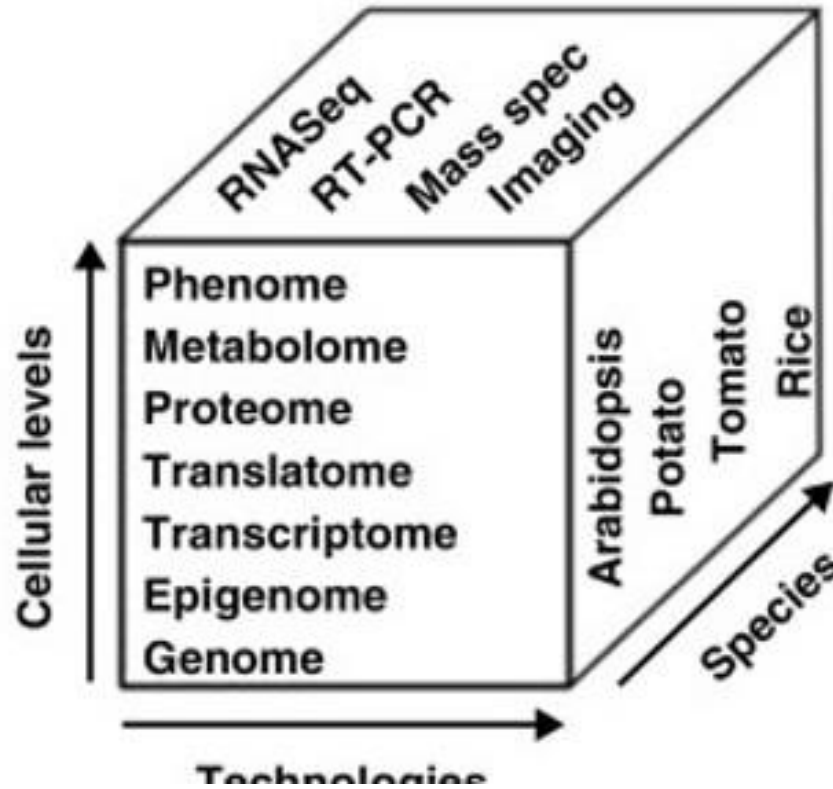 RNASeq
RT-PCR
Mass spec
Imaging
Phenome
Metabolome
Proteome
Translatome
Transcriptome
Epigenome
Genome
Arabidopsis
Potato
Tomato
Rice
Cellular levels
Species
Technologies